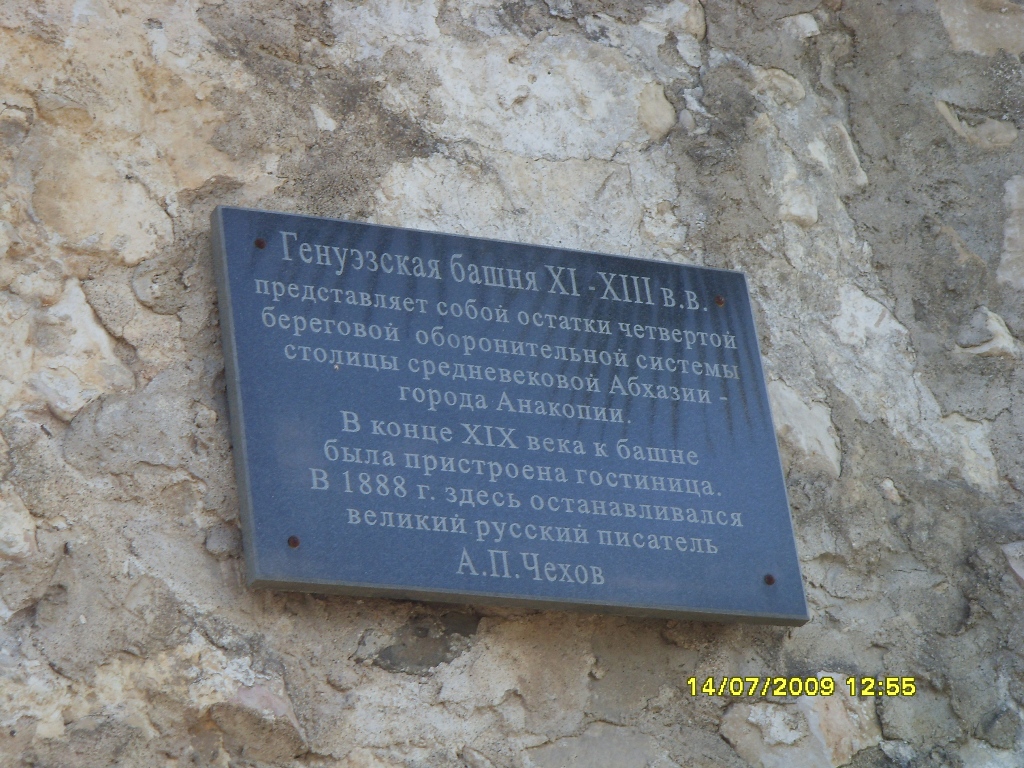 Генуэзская башня XI - XIII в.в.
представляет собой остатки четвертой
береговой оборонительной системы
столицы средневековой Абхазии -
города Анакопии.
В конце XIX века к башне
была пристроена гостиница.
В 1888 г. здесь останавливался
великий русский писатель
А.П.Чехов
14/07/2009 12:55